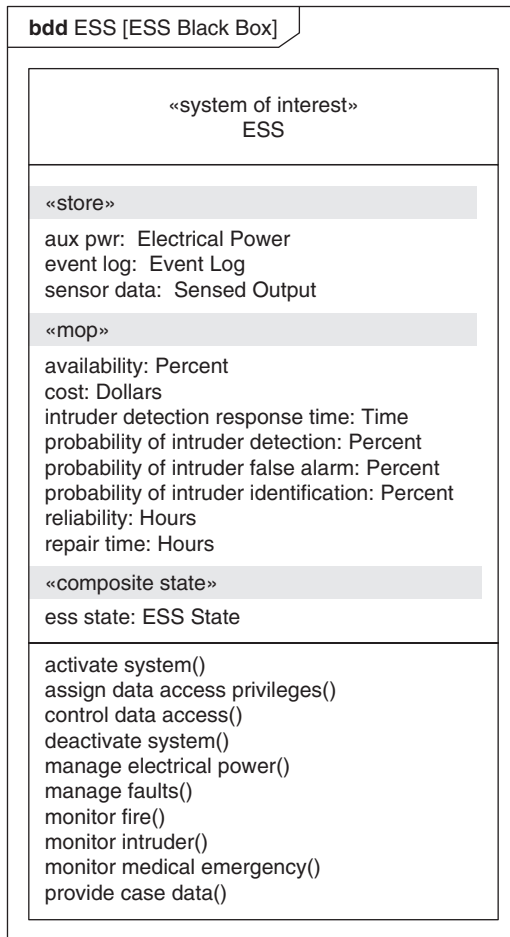 bdd ESS [ESS Black Box]
«system of interest»
ESS
«store»
aux pwr: Electrical Power
event log: Event Log
sensor data: Sensed Output
«mop»
availability: Percent
cost: Dollars
intruder detection response time: Time
probability of intruder detection: Percent
probability of intruder false alarm: Percent
probability of intruder identification: Percent
reliability: Hours
repair time: Hours
«composite state»
ess state: ESS State
activate system()
assign data access privileges()
control data access()
deactivate system()
manage electrical power()
manage faults()
monitor fire()
monitor intruder()
monitor medical emergency()
provide case data()